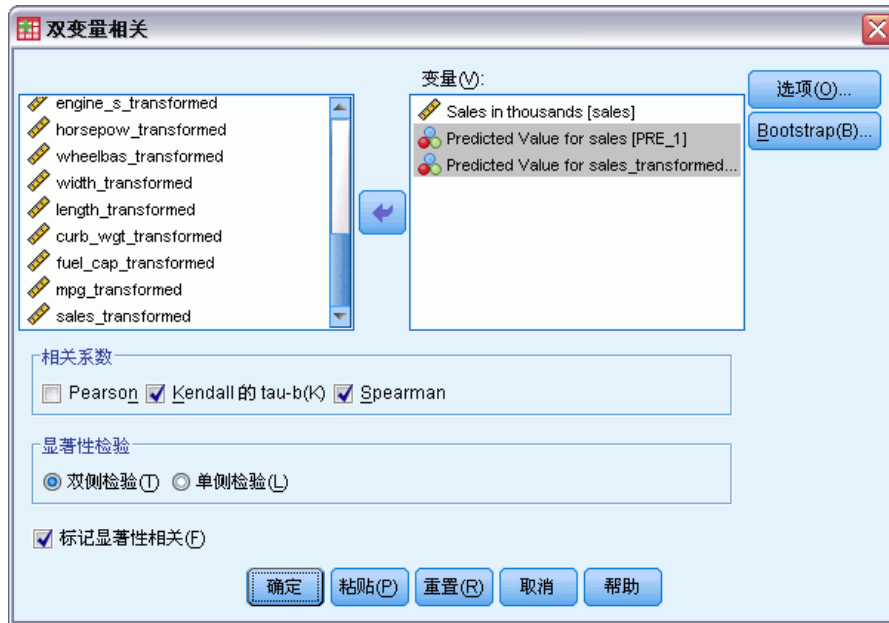 双变量相关
变量(V):
engine_s_transformed
horsepow_transformed
wheelbas_transformed
width_transformed
length_transformed
curb_wgt_transformed
fuel_cap_transformed
mpg_transformed
sales_transformed
Sales in thousands [sales]
Predicted Value for sales [PRE_1]
Predicted Value for sales_transformed...
选项(O)...
Bootstrap(B)...
相关系数
Pearson Kendall 的 tau-b(K) Spearman
显著性检验
双侧检验(T) 单侧检验(L)
标记显著性相关(F)
确定 粘贴(P) 重置(R) 取消 帮助